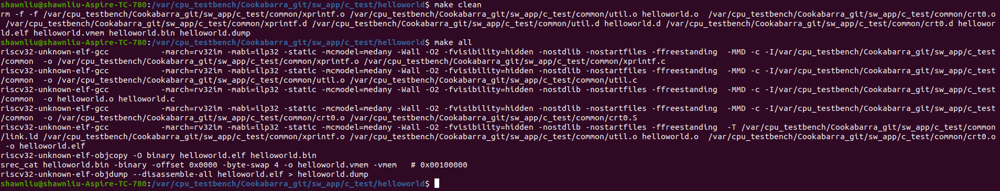 shawnliu@shawnliu-Aspire-TC-780:/var/cpu_testbench/Cookabarra_git/sw_app/c_test/helloworld$ make clean
rm -f -f /var/cpu_testbench/Cookabarra_git/sw_app/c_test/common/xprintf.o /var/cpu_testbench/Cookabarra_git/sw_app/c_test/common/util.o helloworld.o  /var/cpu_testbench/Cookabarra_git/sw_app/c_test/common/crt0.o
 /var/cpu_testbench/Cookabarra_git/sw_app/c_test/common/xprintf.d /var/cpu_testbench/Cookabarra_git/sw_app/c_test/common/util.d helloworld.d /var/cpu_testbench/Cookabarra_git/sw_app/c_test/common/crt0.d hellowor
ld.elf helloworld.vmem helloworld.bin helloworld.dump
shawnliu@shawnliu-Aspire-TC-780:/var/cpu_testbench/Cookabarra_git/sw_app/c_test/helloworld$ make all
riscv32-unknown-elf-gcc           -march=rv32im -mabi=ilp32 -static -mcmodel=medany -Wall -O2 -fvisibility=hidden -nostdlib -nostartfiles -ffreestanding  -MMD -c -I/var/cpu_testbench/Cookabarra_git/sw_app/c_test
/common  -o /var/cpu_testbench/Cookabarra_git/sw_app/c_test/common/xprintf.o /var/cpu_testbench/Cookabarra_git/sw_app/c_test/common/xprintf.c
riscv32-unknown-elf-gcc           -march=rv32im -mabi=ilp32 -static -mcmodel=medany -Wall -O2 -fvisibility=hidden -nostdlib -nostartfiles -ffreestanding  -MMD -c -I/var/cpu_testbench/Cookabarra_git/sw_app/c_test
/common  -o /var/cpu_testbench/Cookabarra_git/sw_app/c_test/common/util.o /var/cpu_testbench/Cookabarra_git/sw_app/c_test/common/util.c
riscv32-unknown-elf-gcc           -march=rv32im -mabi=ilp32 -static -mcmodel=medany -Wall -O2 -fvisibility=hidden -nostdlib -nostartfiles -ffreestanding  -MMD -c -I/var/cpu_testbench/Cookabarra_git/sw_app/c_test
/common  -o helloworld.o helloworld.c
riscv32-unknown-elf-gcc           -march=rv32im -mabi=ilp32 -static -mcmodel=medany -Wall -O2 -fvisibility=hidden -nostdlib -nostartfiles -ffreestanding  -MMD -c -I/var/cpu_testbench/Cookabarra_git/sw_app/c_test
/common  -o /var/cpu_testbench/Cookabarra_git/sw_app/c_test/common/crt0.o /var/cpu_testbench/Cookabarra_git/sw_app/c_test/common/crt0.S
riscv32-unknown-elf-gcc           -march=rv32im -mabi=ilp32 -static -mcmodel=medany -Wall -O2 -fvisibility=hidden -nostdlib -nostartfiles -ffreestanding  -T /var/cpu_testbench/Cookabarra_git/sw_app/c_test/common
/link.ld /var/cpu_testbench/Cookabarra_git/sw_app/c_test/common/xprintf.o /var/cpu_testbench/Cookabarra_git/sw_app/c_test/common/util.o helloworld.o  /var/cpu_testbench/Cookabarra_git/sw_app/c_test/common/crt0.o
 -o helloworld.elf
riscv32-unknown-elf-objcopy -O binary helloworld.elf helloworld.bin
srec_cat helloworld.bin -binary -offset 0x0000 -byte-swap 4 -o helloworld.vmem -vmem   # 0x00100000
riscv32-unknown-elf-objdump --disassemble-all helloworld.elf > helloworld.dump
shawnliu@shawnliu-Aspire-TC-780:/var/cpu_testbench/Cookabarra_git/sw_app/c_test/helloworld$